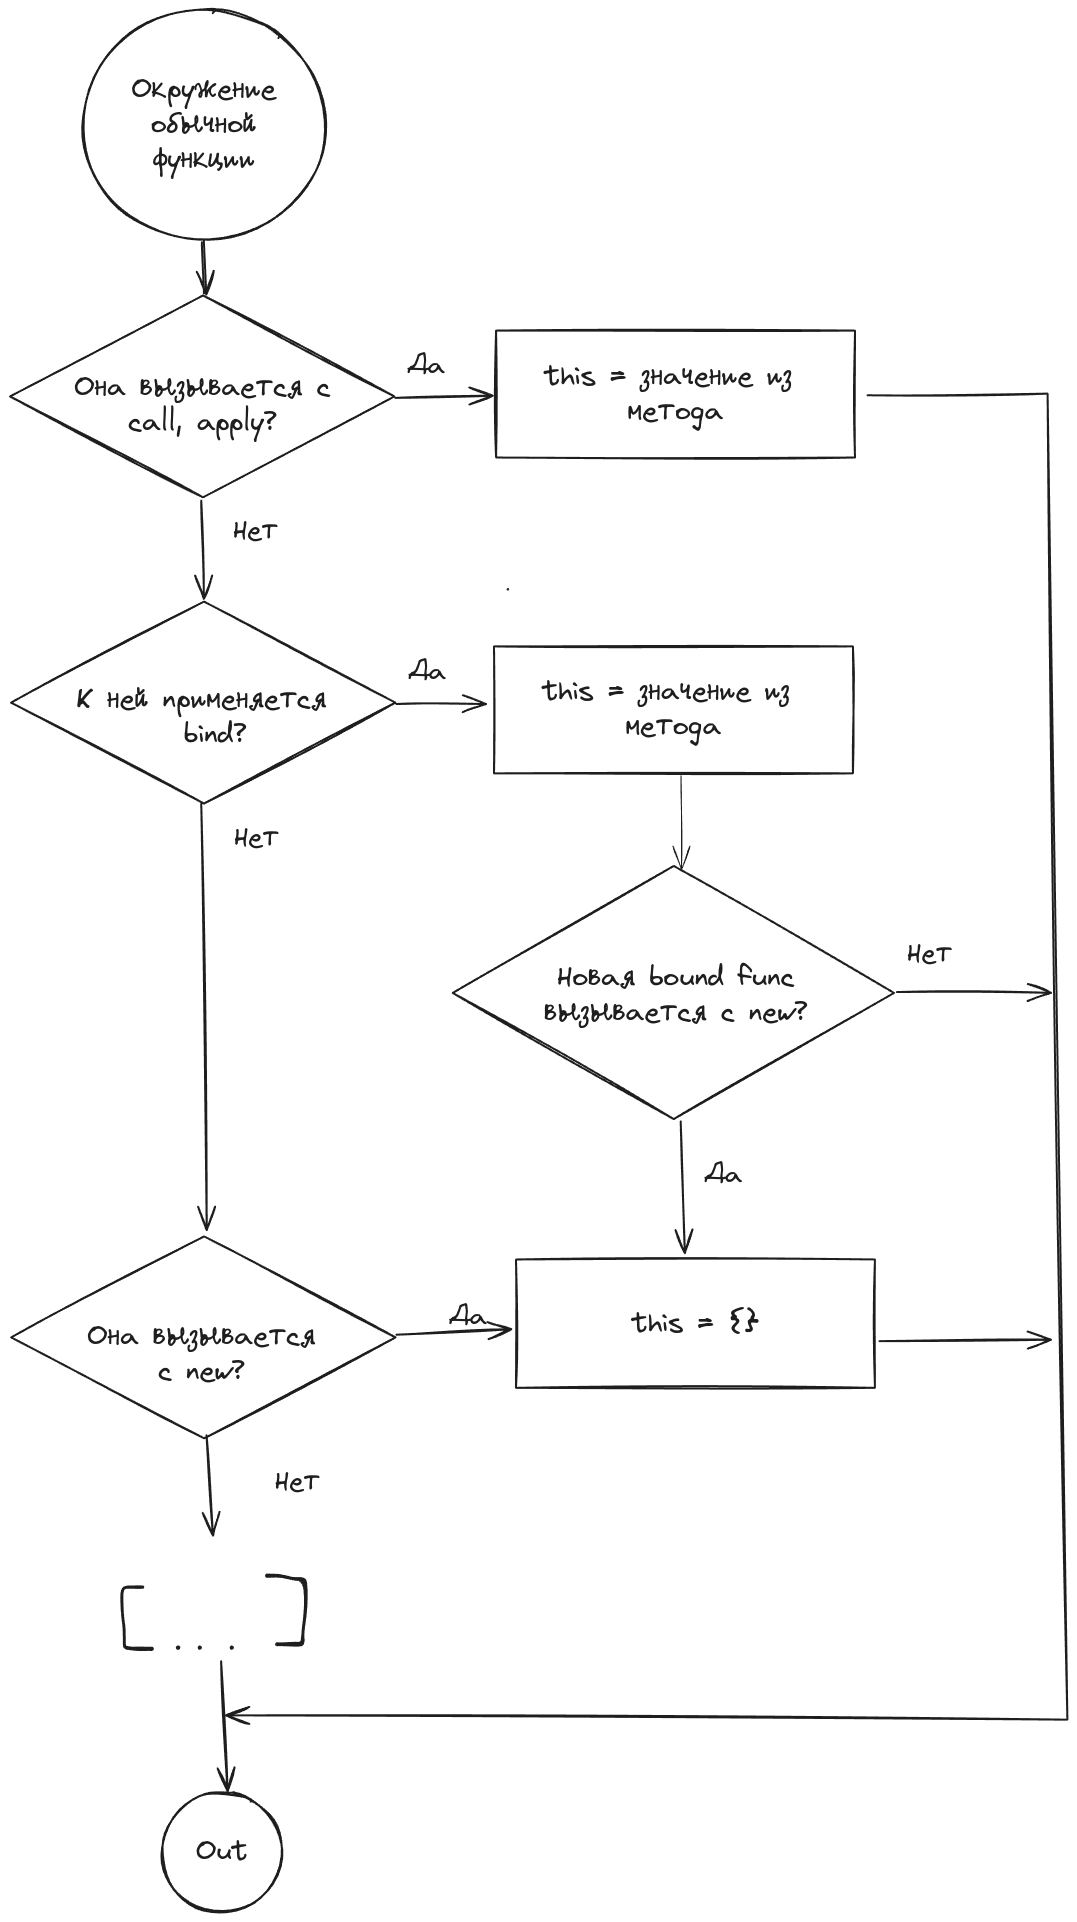 Окружение
обычной
функции
Она вызывается с
call, apply?
Да
this = значение из
метода
Нет
К ней применяется
bind?
Да
this = значение из
метода
Нет
Новая bound func
вызывается с new?
Нет
Да
Она вызывается
с new?
Да
this = {}
Нет
[ ... ]
Out